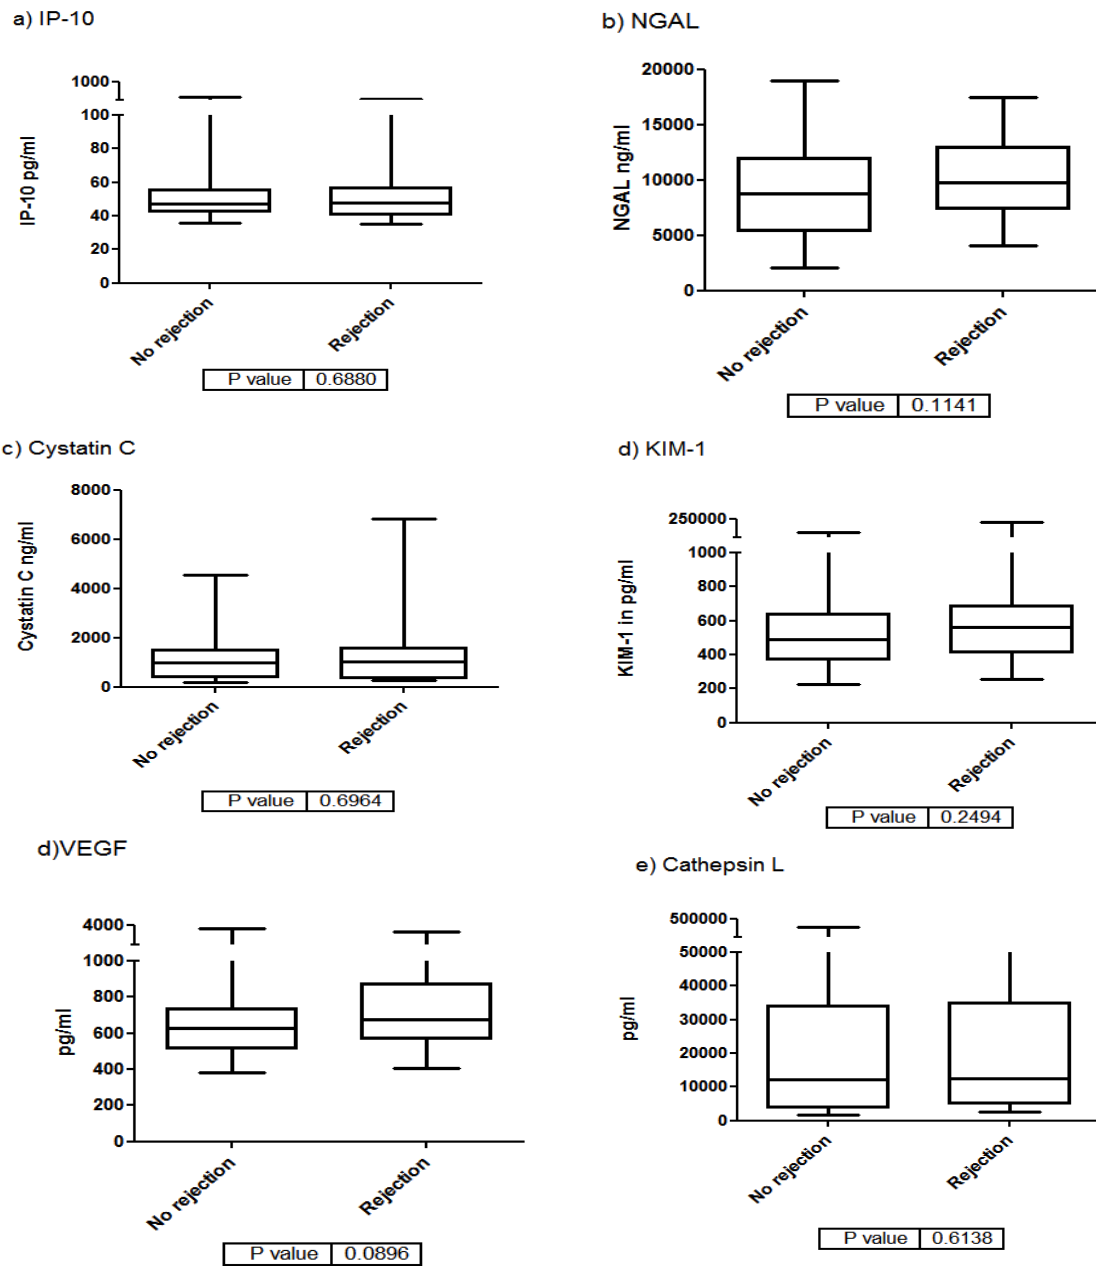 a) IP-10
1000
100
80
60
40
20
0
IP-10 pg/ml
No rejection
Rejection
P value 0.6880
b) NGAL
20000
15000
10000
5000
0
NGAL ng/ml
No rejection
Rejection
P value 0.1141
c) Cystatin C
8000
6000
4000
2000
0
Cystatin C ng/ml
No rejection
Rejection
P value 0.6964
d) KIM-1
250000
1000
800
600
400
200
0
KIM-1 in pg/ml
No rejection
Rejection
P value 0.2494
d)VEGF
4000
1000
800
600
400
200
0
pg/ml
No rejection
Rejection
P value 0.0896
e) Cathepsin L
500000
50000
40000
30000
20000
10000
0
pg/ml
No rejection
Rejection
P value 0.6138